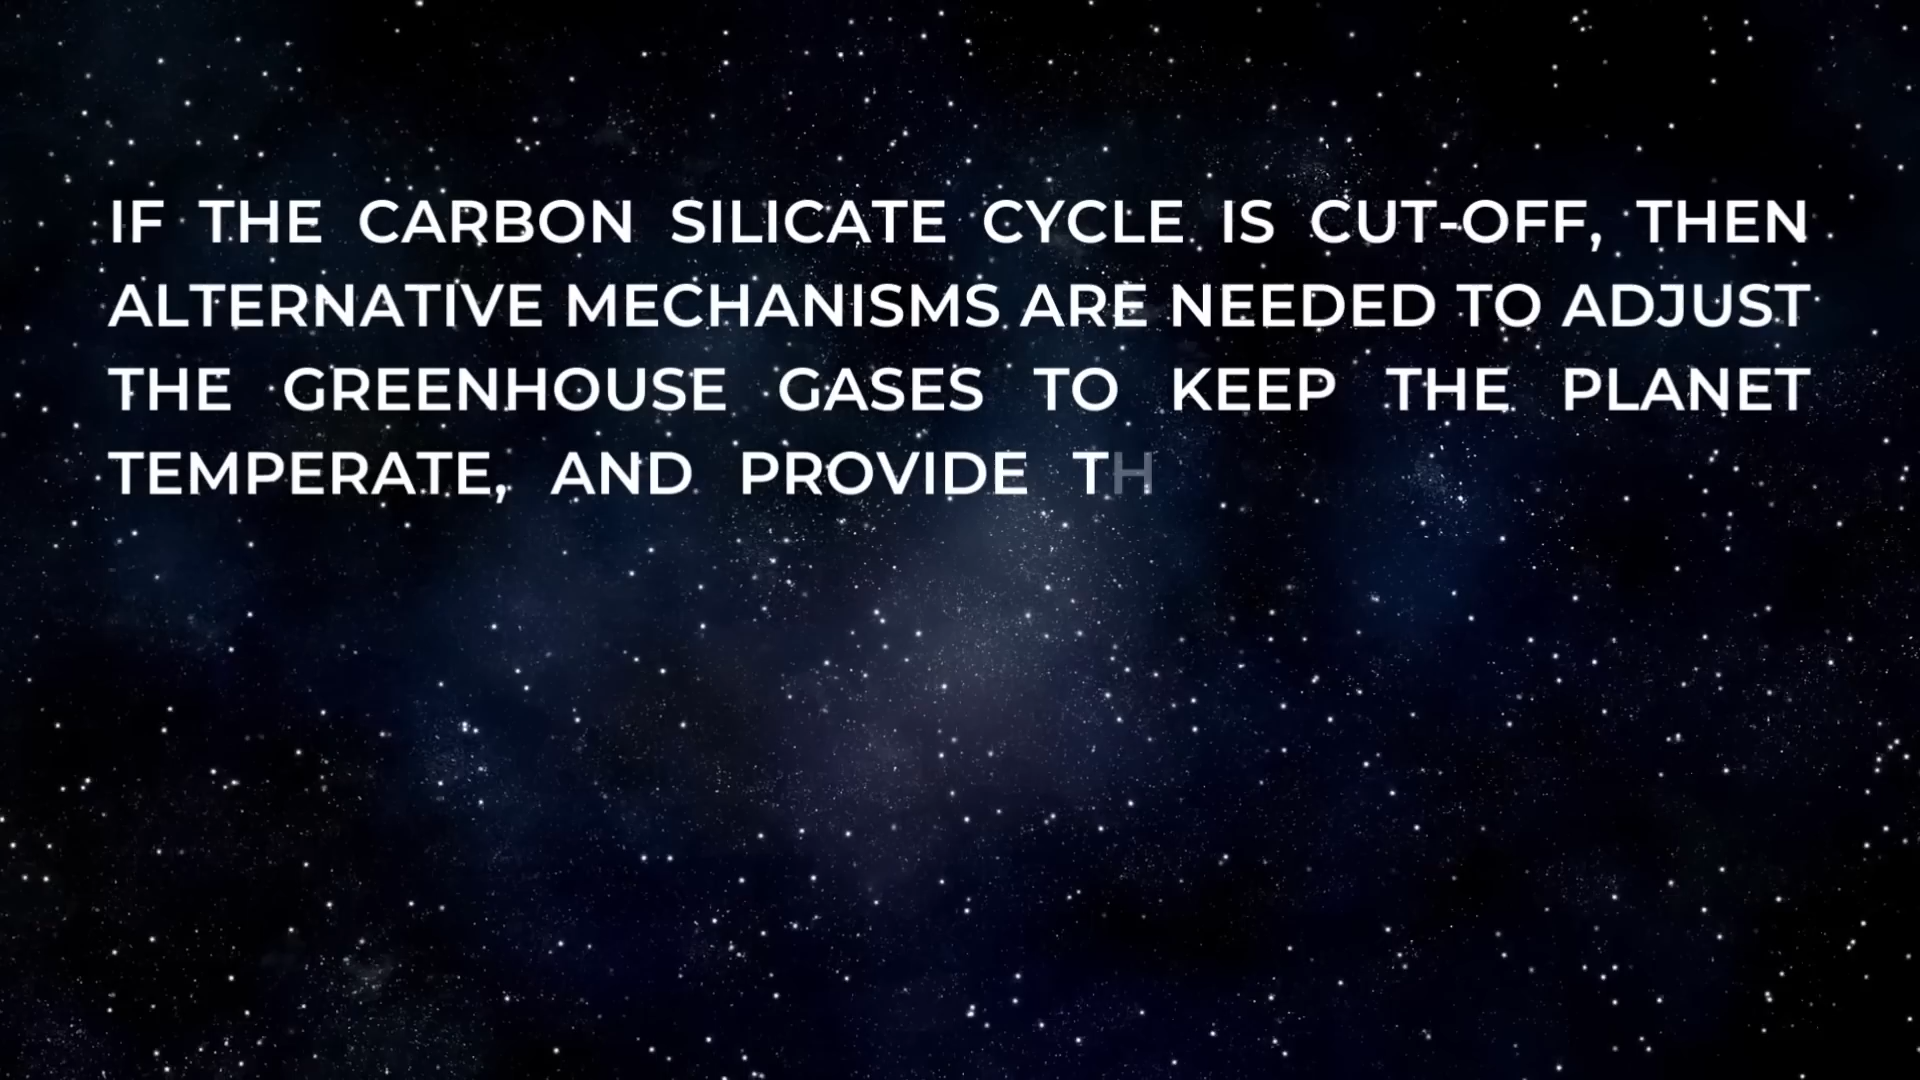 IF THE CARBON SILICATE CYCLE IS CUT-OFF, THEN
ALTERNATIVE MECHANISMS ARE NEEDED TO ADJUST
THE GREENHOUSE GASES TO KEEP THE PLANET
TEMPERATE, AND PROVIDE TH